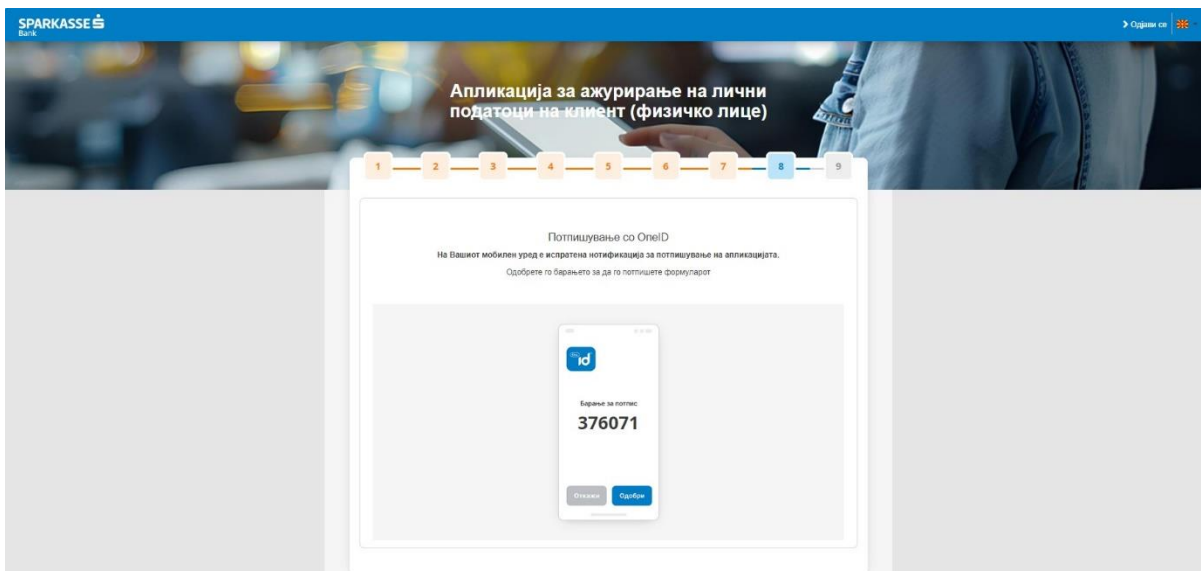 SPARKASSE S
Bank
Одјави се
Апликација за ажурирање на лични
податоци на клиент (физичко лице)
1 2 3 4 5 6 7 8 9
Потпишување со OneID
На Вашиот мобилен уред е испратена нотификација за потпишување на апликацијата.
Одобрете го барањето за да го потпишете формуларот
id
Барање за потпис
376071
Откажи Одобри